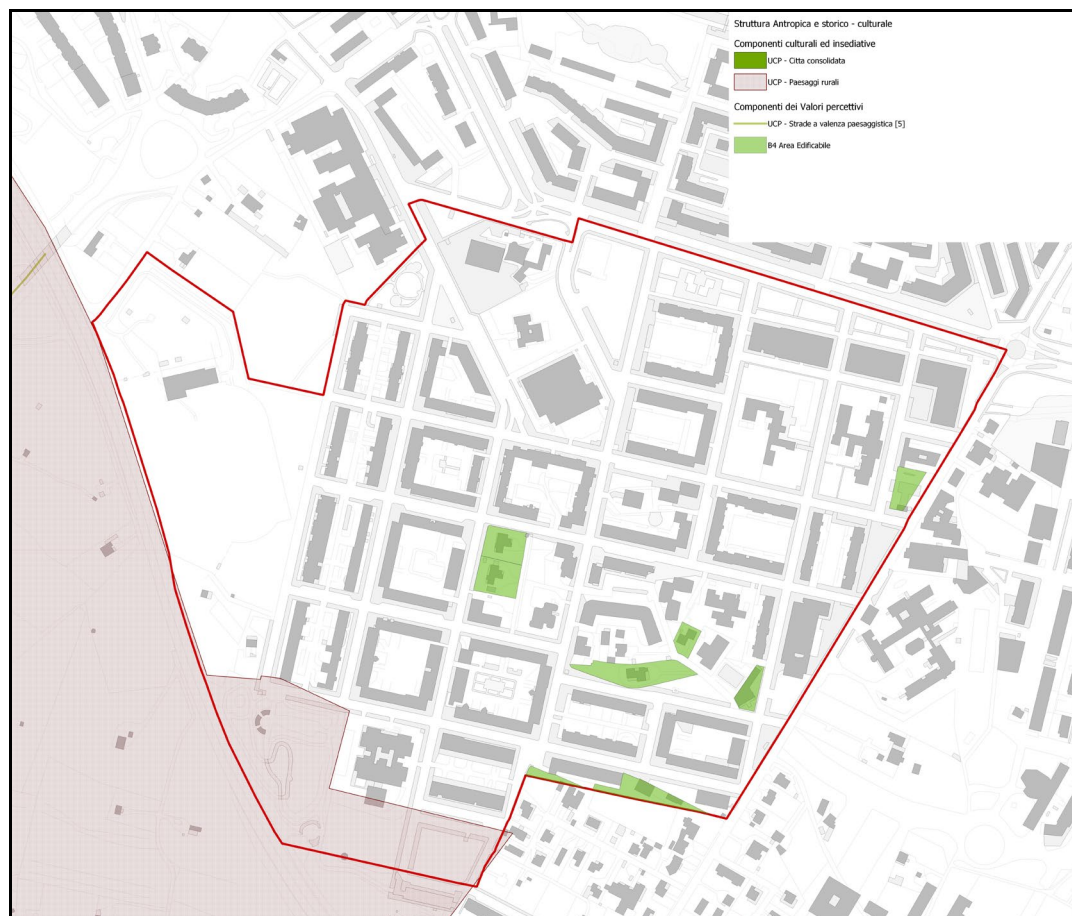 Struttura Antropica e storico - culturale
Componenti culturali ed insediative
UCP - Citta consolidata
UCP - Paesaggi rurali
Componenti dei Valori percettivi
UCP - Strade a valenza paesaggistica [5]
B4 Area Edificabile